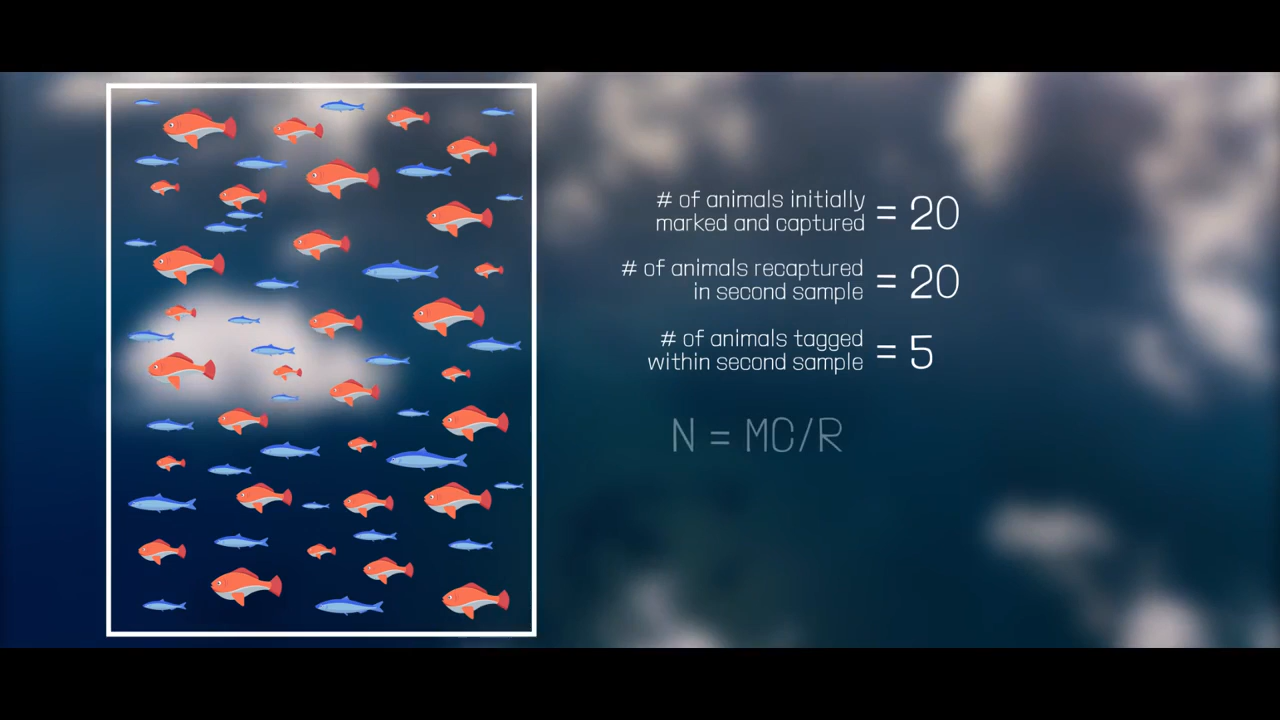 # of animals initially
marked and captured = 20
# of animals recaptured
in second sample = 20
# of animals tagged
within second sample = 5
N = MC/R